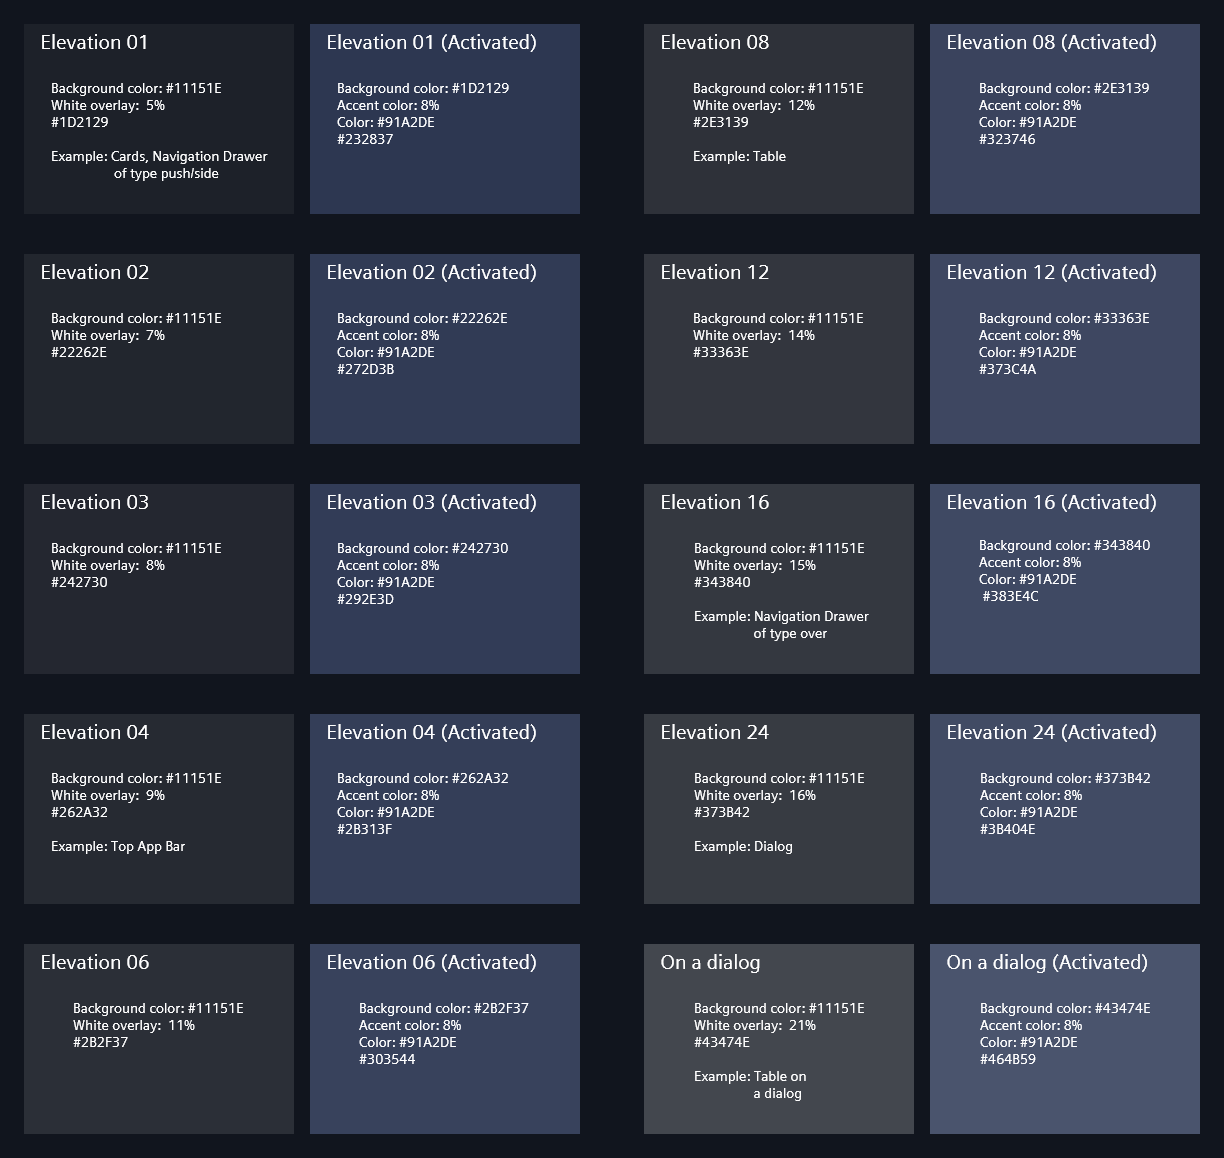 Elevation 01
Background color: #11151E
White overlay:  5%
#1D2129
Example: Cards, Navigation Drawer
of type push/side
Elevation 01 (Activated)
Background color: #1D2129
Accent color: 8%
Color: #91A2DE
#232837
Elevation 08
Background color: #11151E
White overlay:  12%
#2E3139
Example: Table
Elevation 08 (Activated)
Background color: #2E3139
Accent color: 8%
Color: #91A2DE
#323746
Elevation 02
Background color: #11151E
White overlay:  7%
#22262E
Elevation 02 (Activated)
Background color: #22262E
Accent color: 8%
Color: #91A2DE
#272D3B
Elevation 12
Background color: #11151E
White overlay:  14%
#33363E
Elevation 12 (Activated)
Background color: #33363E
Accent color: 8%
Color: #91A2DE
#373C4A
Elevation 03
Background color: #11151E
White overlay:  8%
#242730
Elevation 03 (Activated)
Background color: #242730
Accent color: 8%
Color: #91A2DE
#292E3D
Elevation 16
Background color: #11151E
White overlay:  15%
#343840
Example: Navigation Drawer
of type over
Elevation 16 (Activated)
Background color: #343840
Accent color: 8%
Color: #91A2DE
#383E4C
Elevation 04
Background color: #11151E
White overlay:  9%
#262A32
Example: Top App Bar
Elevation 04 (Activated)
Background color: #262A32
Accent color: 8%
Color: #91A2DE
#2B313F
Elevation 24
Background color: #11151E
White overlay:  16%
#373B42
Example: Dialog
Elevation 24 (Activated)
Background color: #373B42
Accent color: 8%
Color: #91A2DE
#3B404E
Elevation 06
Background color: #11151E
White overlay:  11%
#2B2F37
Elevation 06 (Activated)
Background color: #2B2F37
Accent color: 8%
Color: #91A2DE
#303544
On a dialog
Background color: #11151E
White overlay:  21%
#43474E
Example: Table on
a dialog
On a dialog (Activated)
Background color: #43474E
Accent color: 8%
Color: #91A2DE
#464B59